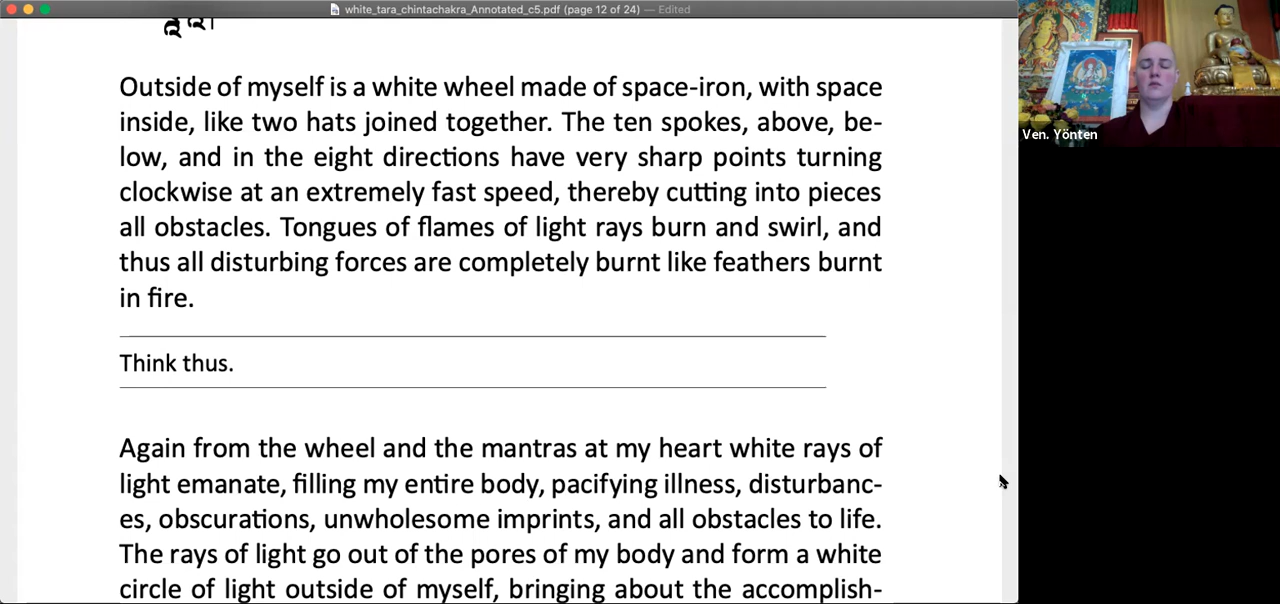 white_tara_chintachakra_Annotated_c5.pdf (page 12 of 24) — Edited
Outside of myself is a white wheel made of space-iron, with space
inside, like two hats joined together. The ten spokes, above, be-
low, and in the eight directions have very sharp points turning
clockwise at an extremely fast speed, thereby cutting into pieces
all obstacles. Tongues of flames of light rays burn and swirl, and
thus all disturbing forces are completely burnt like feathers burnt
in fire.
Think thus.
Again from the wheel and the mantras at my heart white rays of
light emanate, filling my entire body, pacifying illness, disturbanc-
es, obscurations, unwholesome imprints, and all obstacles to life.
The rays of light go out of the pores of my body and form a white
circle of light outside of myself, bringing about the accomplish-
Ven. Yönten